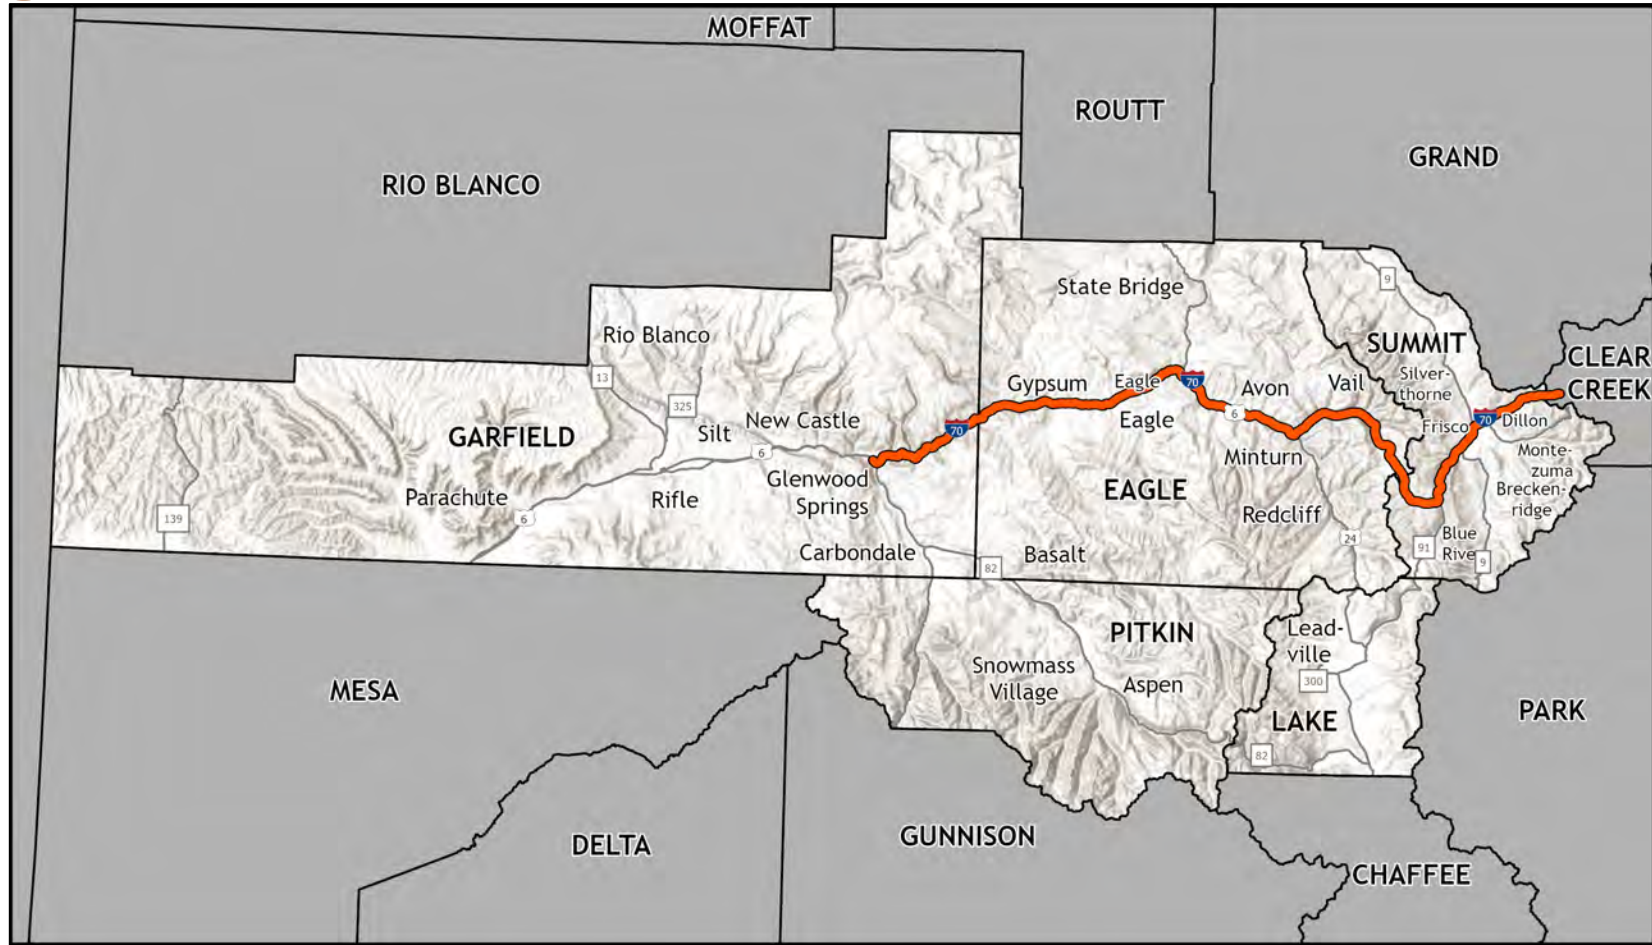 MOFFAT
ROUTT
GRAND
RIO BLANCO
State Bridge
9
Rio Blanco
SUMMIT
CLEAR
CREEK
13
Silver-
thorne
Gypsum
Eagle
70
Avon
Vail
325
New Castle
6
Eagle
Frisco
70
Dillon
GARFIELD
Silt
70
6
Minturn
Monte-
zuma
Glenwood
Springs
Brecken-
ridge
EAGLE
Parachute
Rifle
6
139
Redcliff
24
Blue
River
91
9
Carbondale
82
Basalt
PITKIN
Lead-
ville
Snowmass
Village
Aspen
300
MESA
LAKE
PARK
82
DELTA
GUNNISON
CHAFFEE